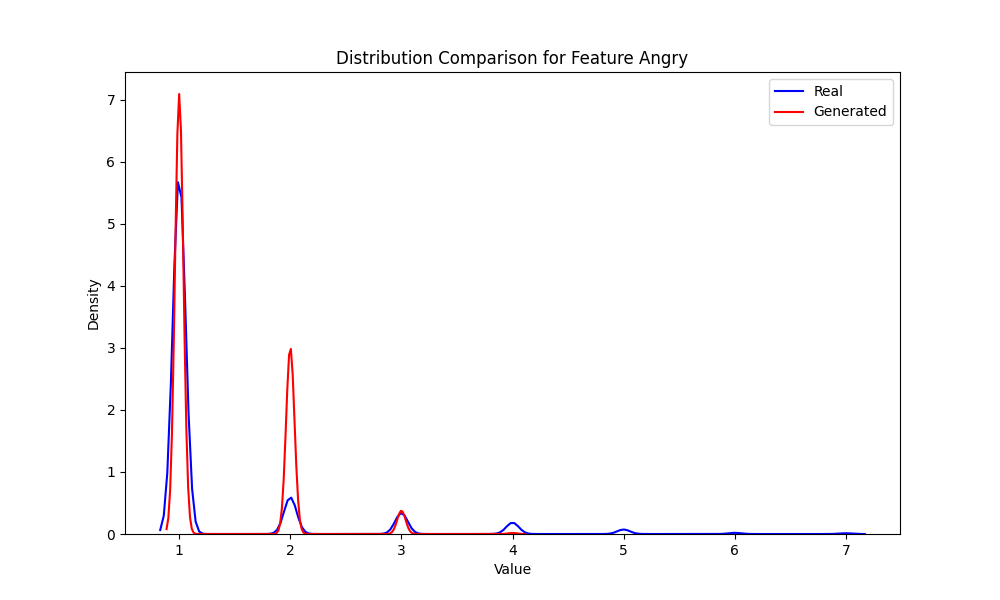 Distribution Comparison for Feature Angry
Real
Generated
7
6
5
4
3
2
1
0
Density
1 2 3 4 5 6 7
Value